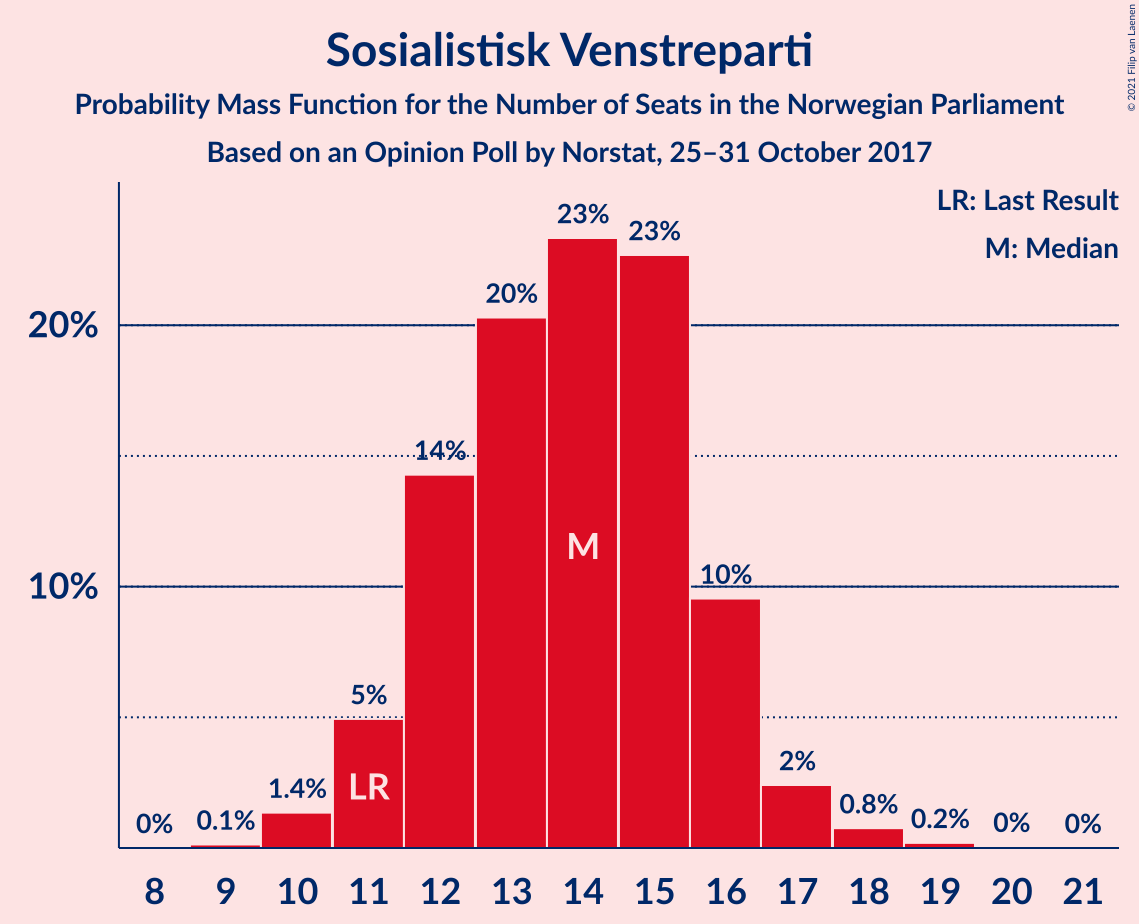 Sosialistisk Venstreparti
Probability Mass Function for the Number of Seats in the Norwegian Parliament
Based on an Opinion Poll by Norstat, 25–31 October 2017
© 2021 Filip van Laenen
LR: Last Result
M: Median
20%
10%
0%
0.1%
1.4%
5%
14%
20%
23%
23%
10%
2%
0.8%
0.2%
0%
0%
LR
M
8 9 10 11 12 13 14 15 16 17 18 19 20 21